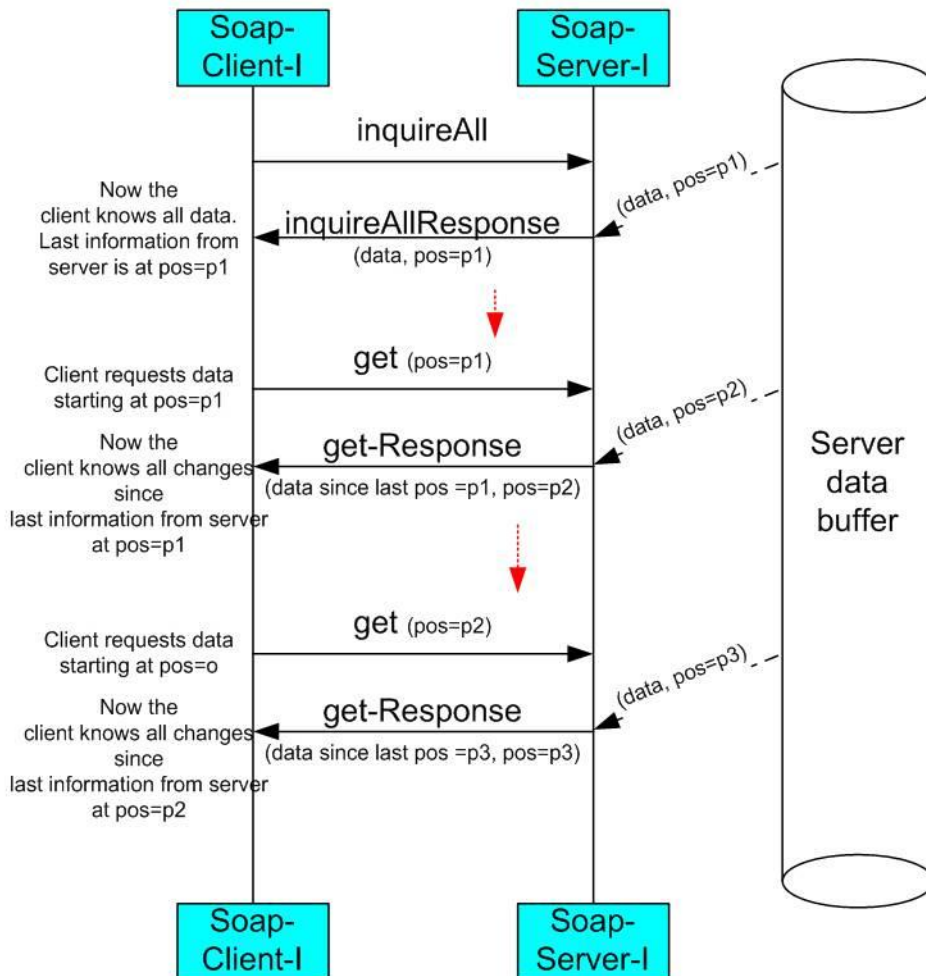 Soap-
Client-I
Soap-
Server-I
inquireAll
(data, pos=p1)
Now the
client knows all data.
Last information from
server is at pos=p1
inquireAllResponse
(data, pos=p1)
get (pos=p1)
Client requests data
starting at pos=p1
(data, pos=p2)
Now the
client knows all changes
since
last information from server
at pos=p1
get-Response
(data since last pos =p1, pos=p2)
Server
data
buffer
get (pos=p2)
Client requests data
starting at pos=o
(data, pos=p3)
Now the
client knows all changes
since
last information from server
at pos=p2
get-Response
(data since last pos =p3, pos=p3)
Soap-
Client-I
Soap-
Server-I